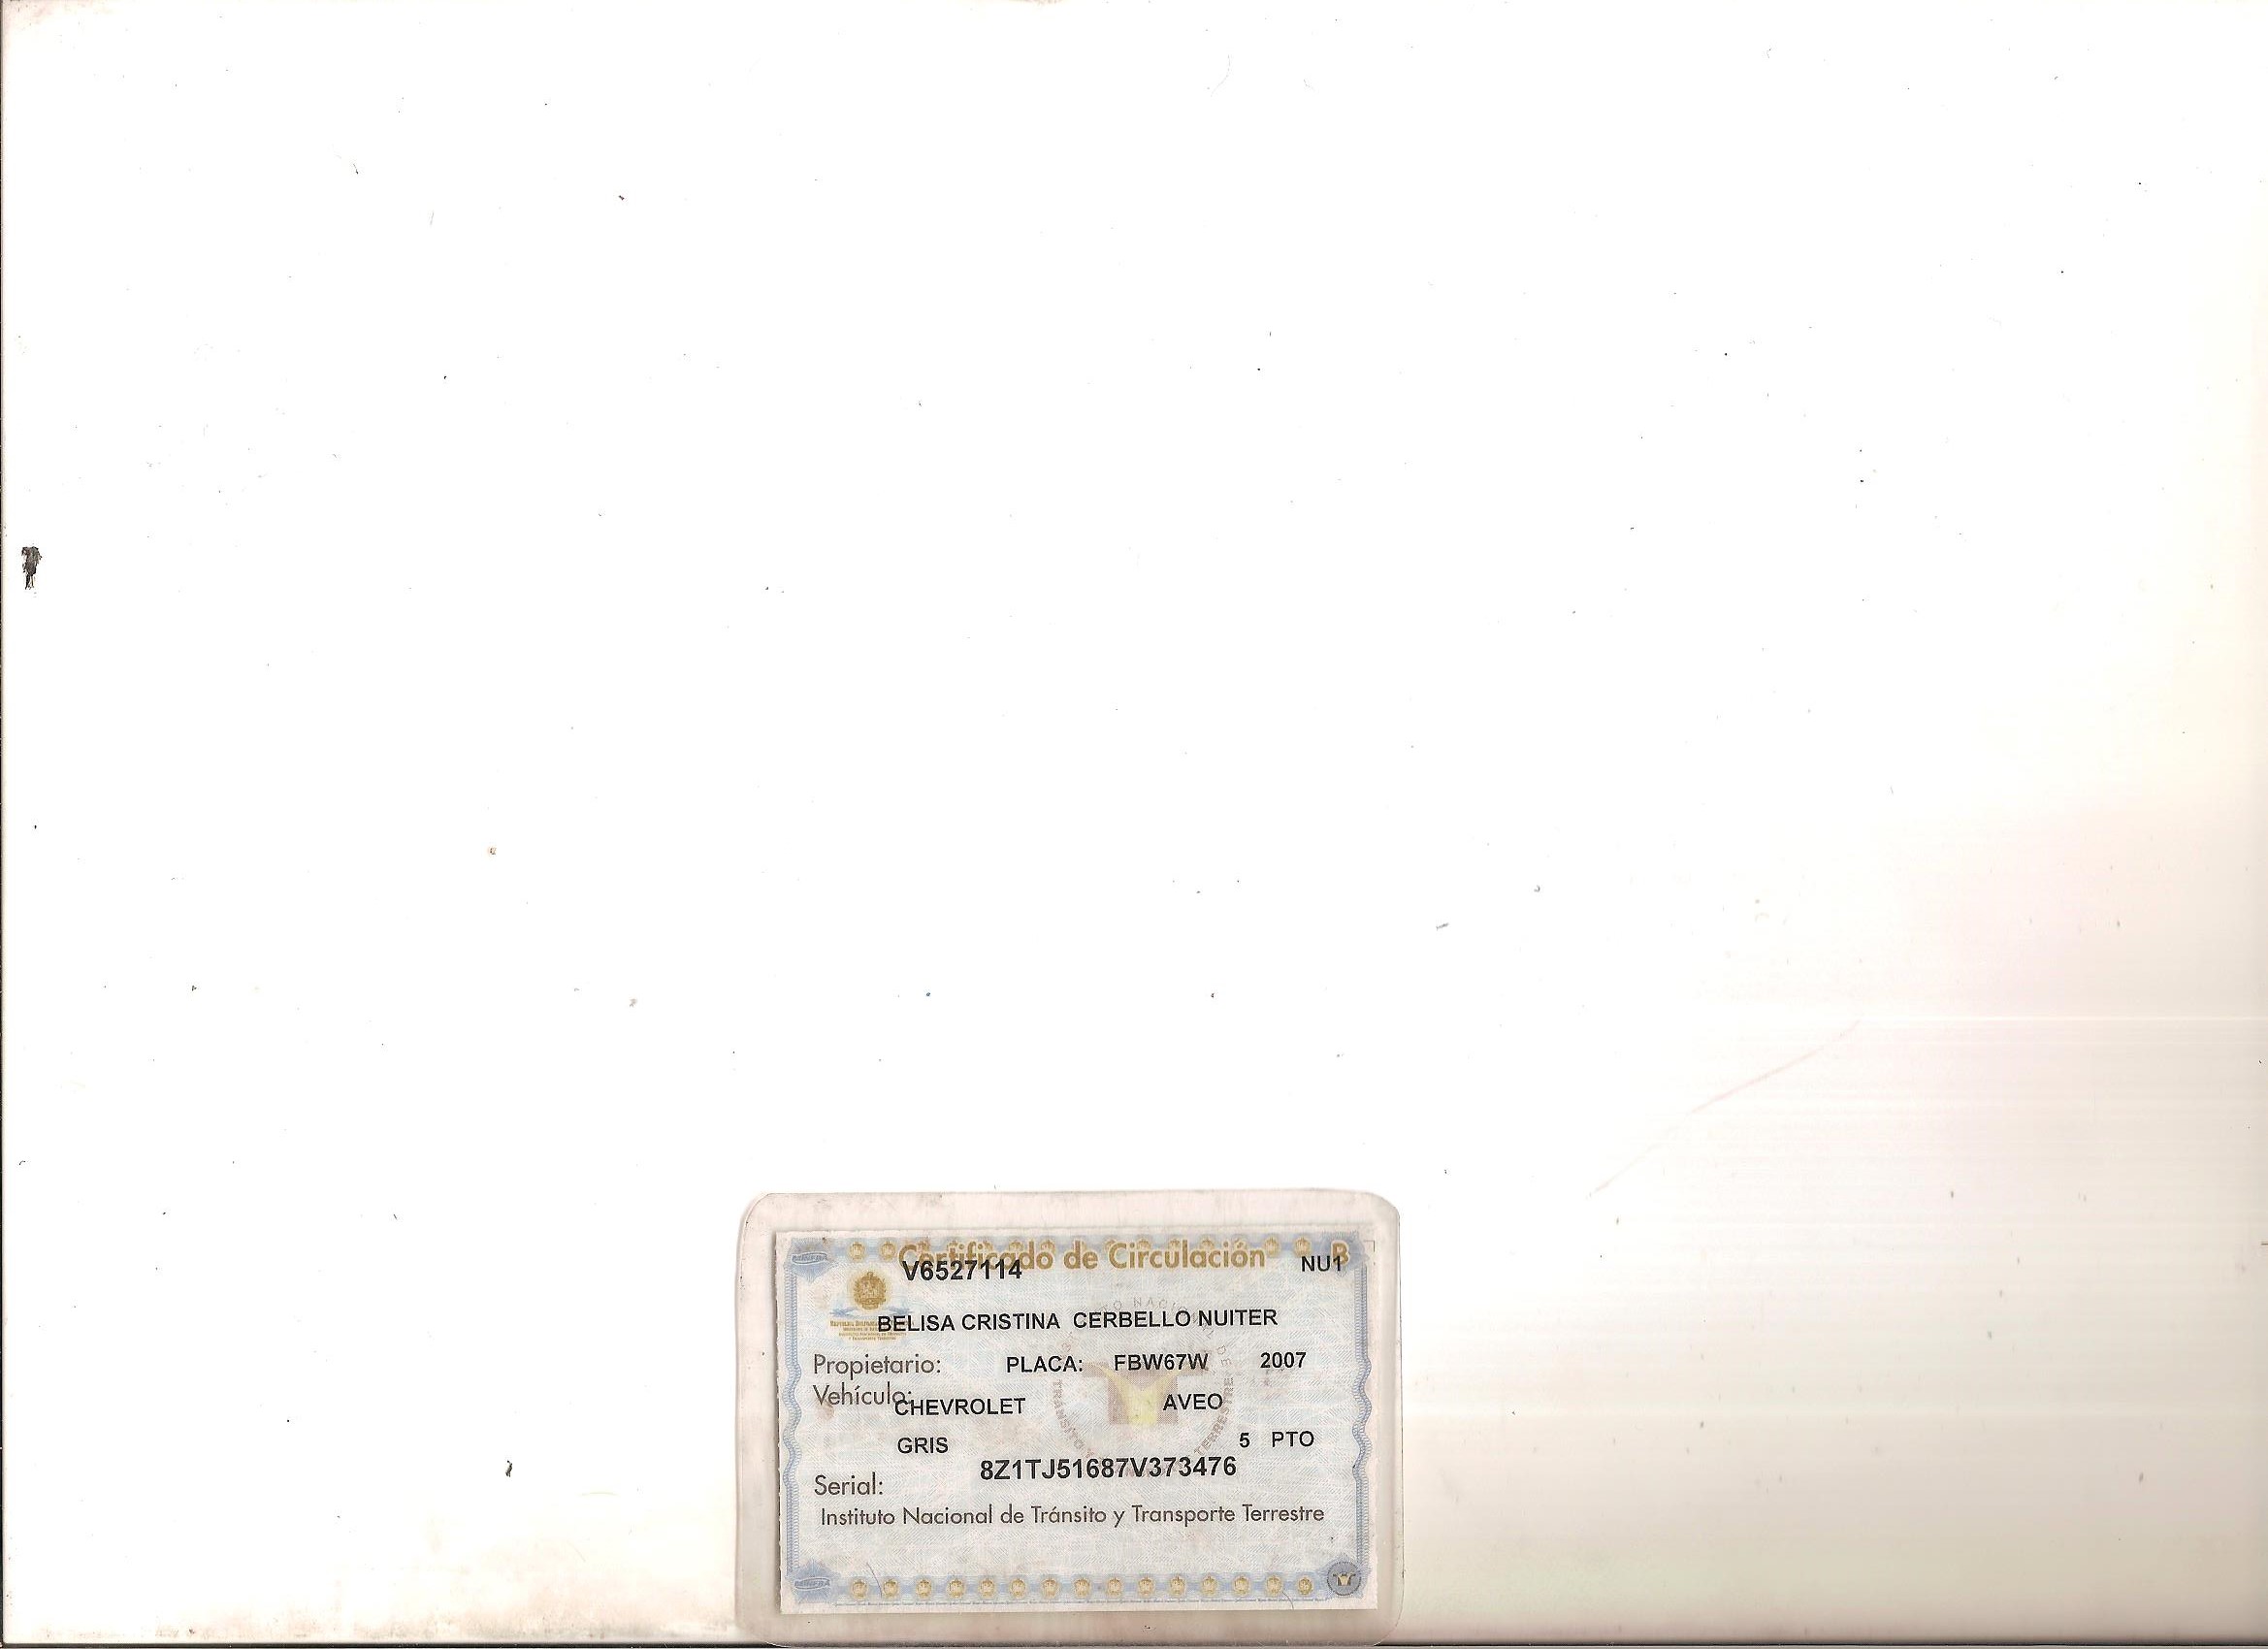 Certificado de Circulación B
V6527114 NU1
BELISA CRISTINA CERBELLO NUITER
Propietario: PLACA: FBW67W 2007
Vehículo: CHEVROLET AVEO
GRIS 5 PTO
8Z1TJ51687V373476
Serial:
Instituto Nacional de Tránsito y Transporte Terrestre